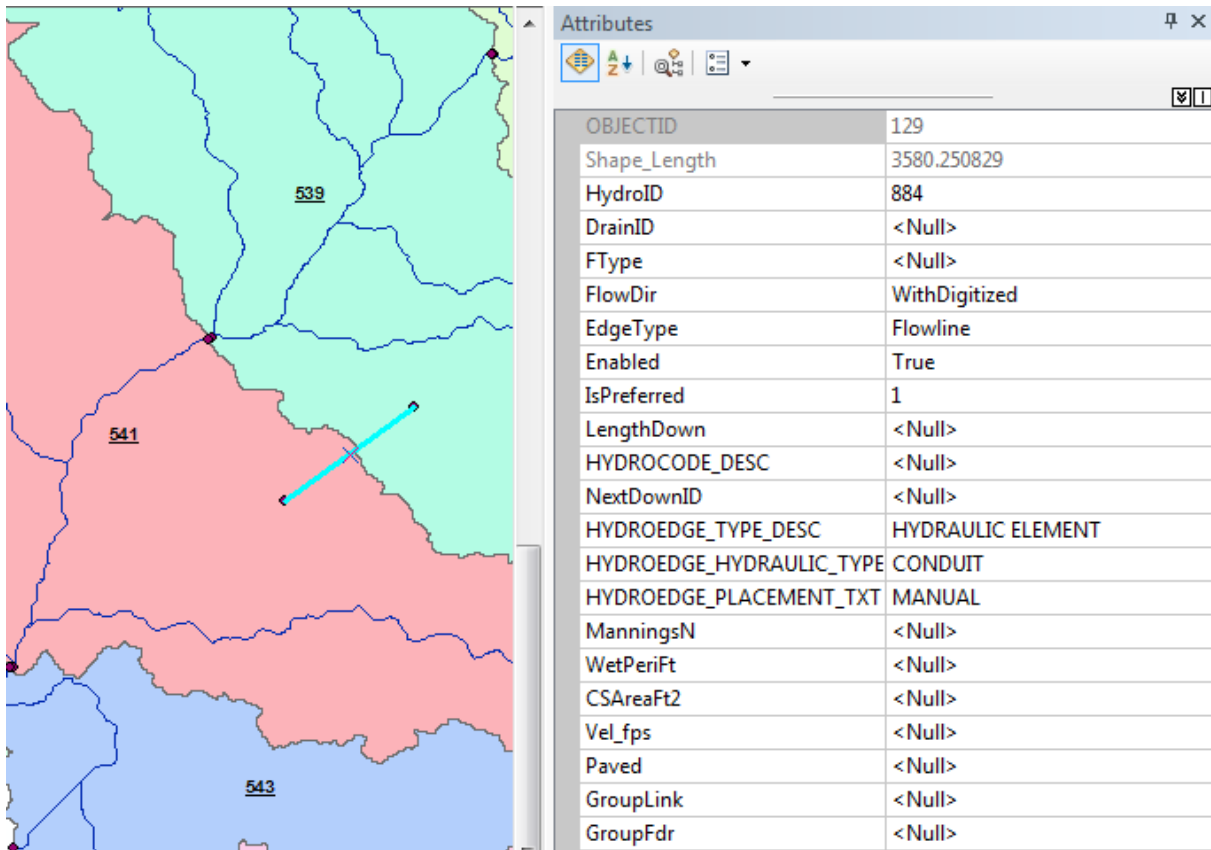 539
541
543
Attributes
OBJECTID 129
Shape_Length 3580.250829
HydroID 884
DrainID <Null>
FType <Null>
FlowDir WithDigitized
EdgeType Flowline
Enabled True
IsPreferred 1
LengthDown <Null>
HYDROCODE_DESC <Null>
NextDownID <Null>
HYDROEDGE_TYPE_DESC HYDRAULIC ELEMENT
HYDROEDGE_HYDRAULIC_TYPE CONDUIT
HYDROEDGE_PLACEMENT_TXT MANUAL
ManningsN <Null>
WetPeriFt <Null>
CSAreaFt2 <Null>
Vel_fps <Null>
Paved <Null>
GroupLink <Null>
GroupFdr <Null>